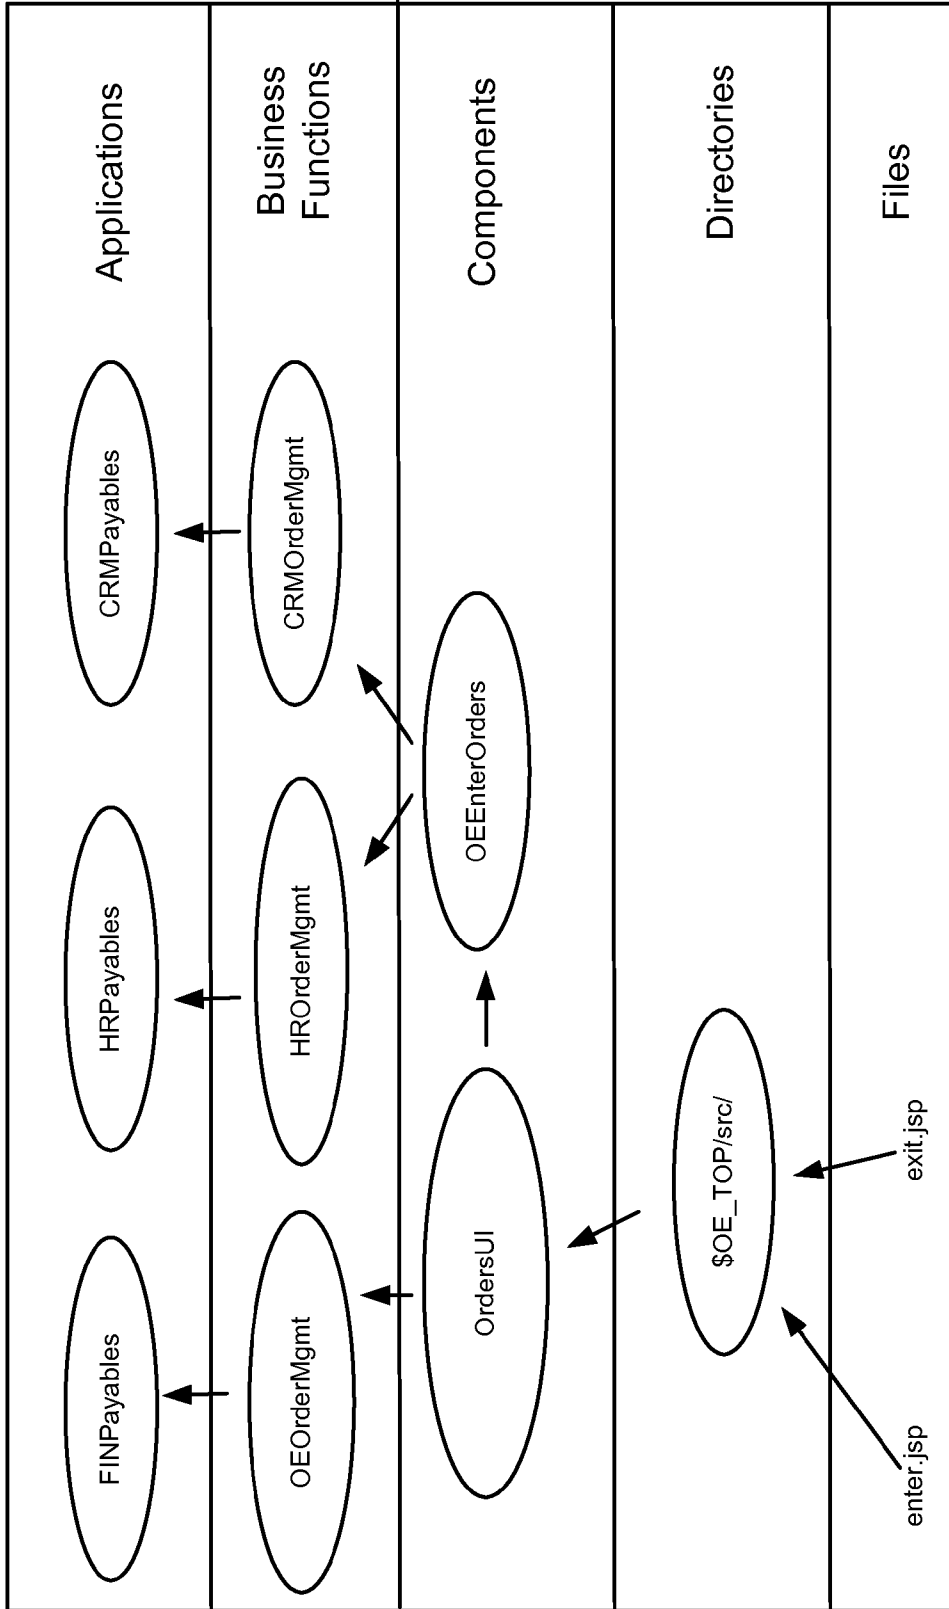 FINPayables
HRPayables
CRMPayables
Applications
OEOrderMgmt
HROrderMgmt
CRMOrderMgmt
Business
Functions
OrdersUI
OEEnterOrders
Components
$OE_TOP/src/
Directories
enter.jsp
exit.jsp
Files